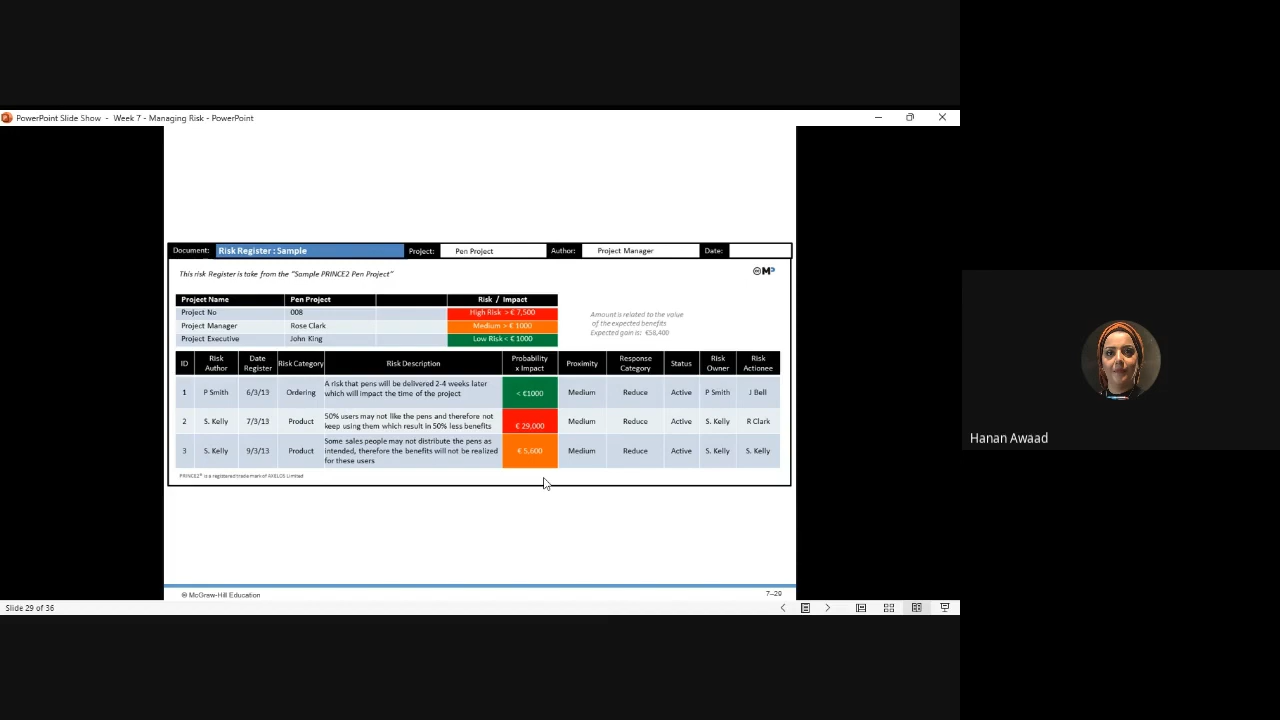 PowerPoint Slide Show - Week 7 - Managing Risk - PowerPoint
Document: Risk Register : Sample Project: Pen Project Author: Project Manager Date:
This risk Register is take from the “Sample PRINCE2 Pen Project”
MP
Project Name Pen Project Risk / Impact
Project No 008 High Risk > € 7,500
Project Manager Rose Clark Medium > € 1000
Project Executive John King Low Risk < € 1000
Amount is related to the value
of the expected benefits
Expected gain is: €58,400
ID Risk Author Date Register Risk Category Risk Description Probability x Impact Proximity Response Category Status Risk Owner Risk Actionee
1 P Smith 6/3/13 Ordering A risk that pens will be delivered 2-4 weeks later
which will impact the time of the project < €1000 Medium Reduce Active P Smith J Bell
2 S. Kelly 7/3/13 Product 50% users may not like the pens and therefore not
keep using them which result in 50% less benefits € 29,000 Medium Reduce Active S. Kelly R Clark
3 S. Kelly 9/3/13 Product Some sales people may not distribute the pens as
intended, therefore the benefits will not be realized
for these users € 5,600 Medium Reduce Active S. Kelly S. Kelly
PRINCE2® is a registered trademark of AXELOS Limited
© McGraw-Hill Education
7–29
Slide 29 of 36
Hanan Awaad